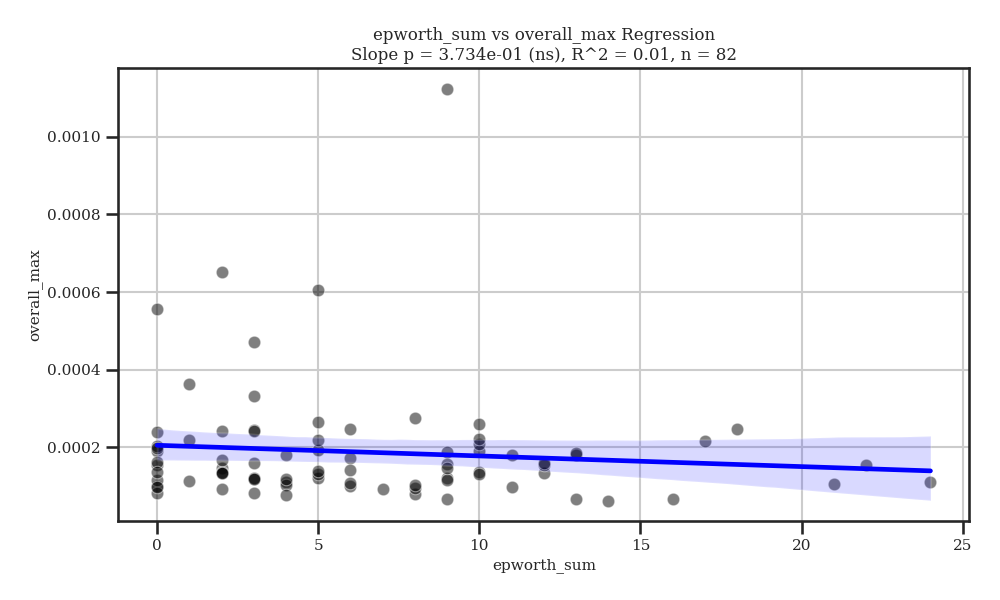 epworth_sum vs overall_max Regression
Slope p = 3.734e-01 (ns), R^2 = 0.01, n = 82
0.0010
0.0008
0.0006
0.0004
0.0002
overall_max
0
5
10
15
20
25
epworth_sum